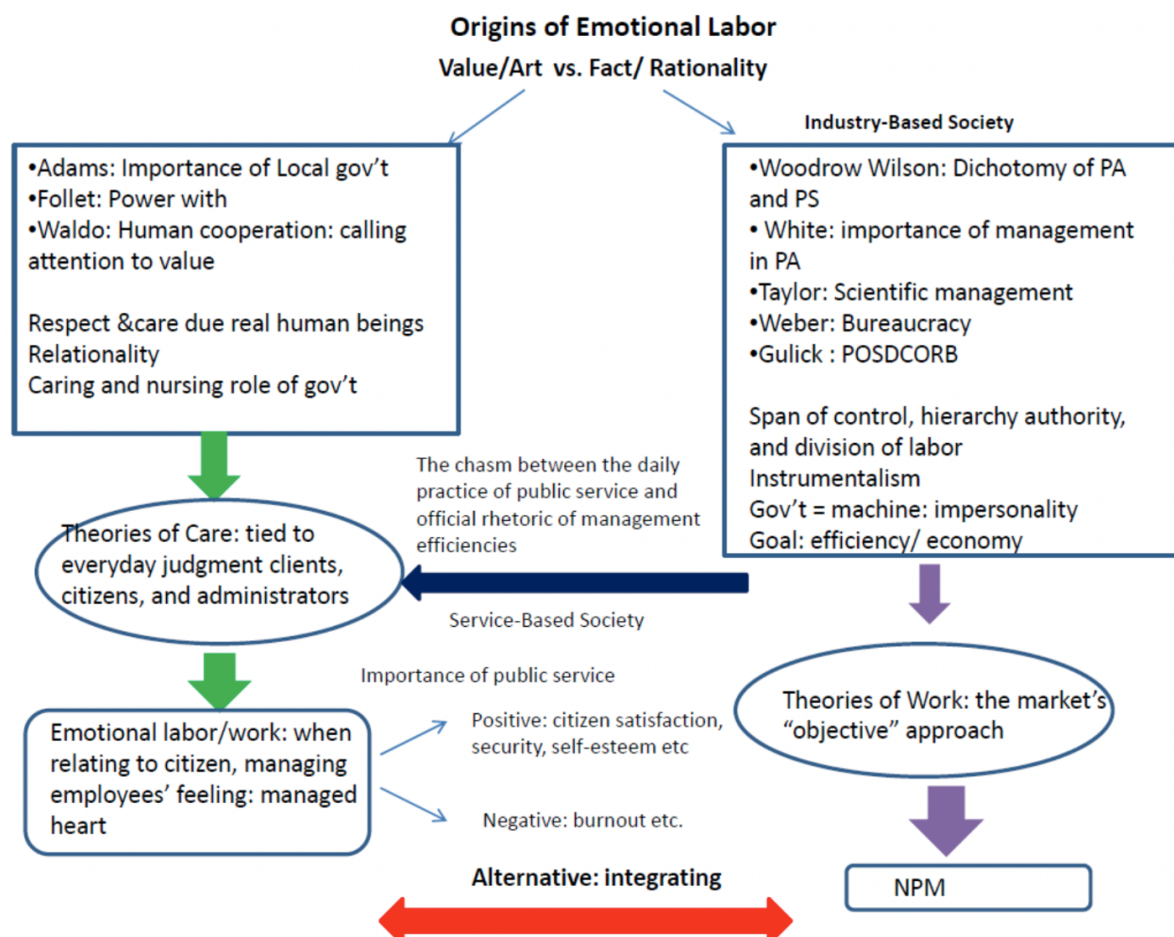 Origins of Emotional Labor
Value/Art vs. Fact/ Rationality
Industry-Based Society
•Adams: Importance of Local gov’t
•Follet: Power with
•Waldo: Human cooperation: calling
attention to value
Respect &care due real human beings
Relationality
Caring and nursing role of gov’t
•Woodrow Wilson: Dichotomy of PA
and PS
• White: importance of management
in PA
•Taylor: Scientific management
•Weber: Bureaucracy
•Gulick : POSDCORB
Span of control, hierarchy authority,
and division of labor
Instrumentalism
Gov’t = machine: impersonality
Goal: efficiency/ economy
The chasm between the daily
practice of public service and
official rhetoric of management
efficiencies
Theories of Care: tied to
everyday judgment clients,
citizens, and administrators
Service-Based Society
Importance of public service
Theories of Work: the market’s
“objective” approach
Emotional labor/work: when
relating to citizen, managing
employees’ feeling: managed
heart
Positive: citizen satisfaction,
security, self-esteem etc
Negative: burnout etc.
Alternative: integrating
NPM